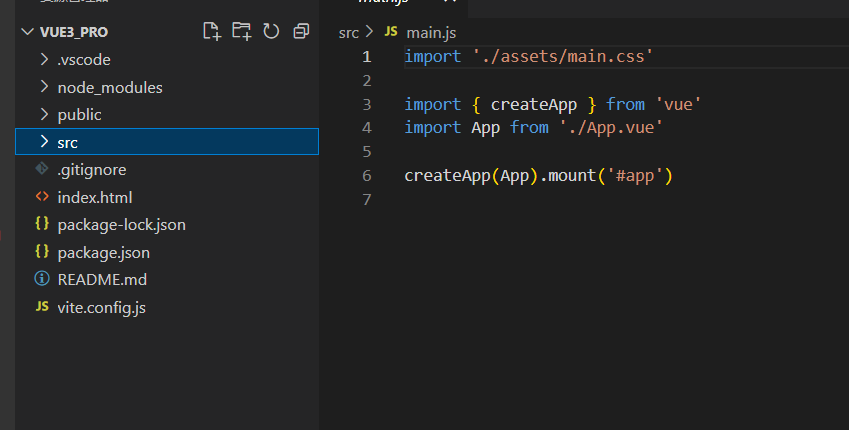 VUE3_PRO
.vscode
node_modules
public
src
.gitignore
index.html
package-lock.json
package.json
README.md
JS vite.config.js
src > JS main.js
1 import './assets/main.css'
2
3 import { createApp } from 'vue'
4 import App from './App.vue'
5
6 createApp(App).mount('#app')
7